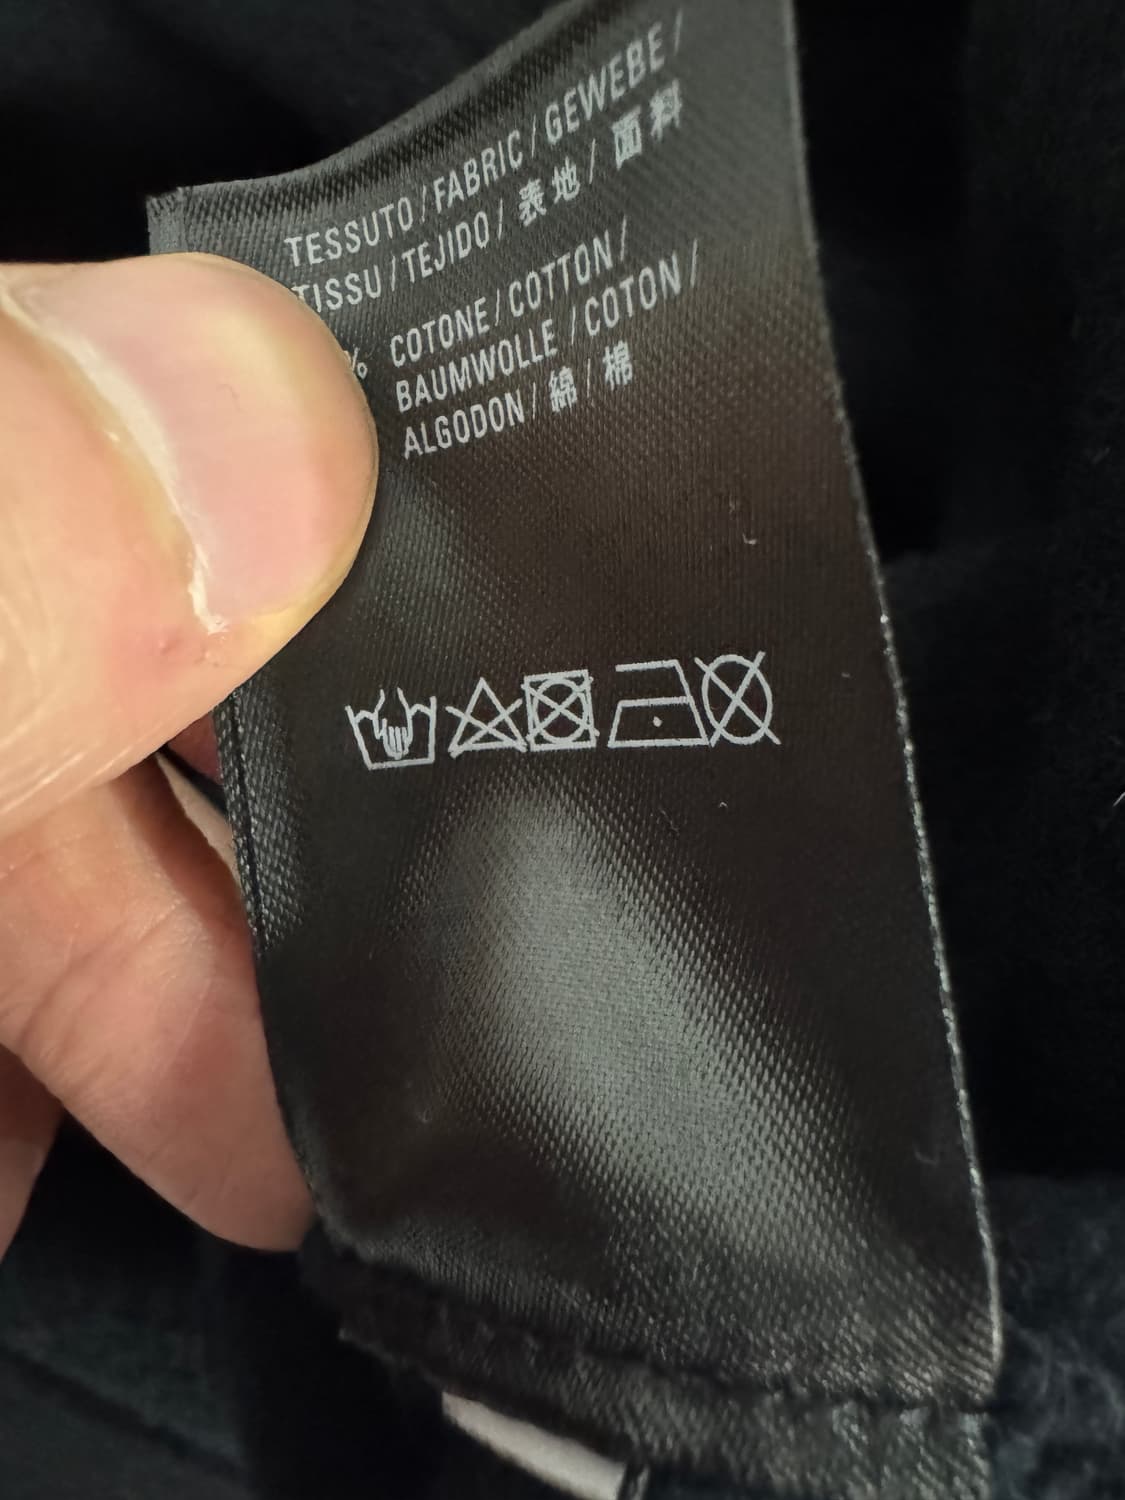 TESSUTO / FABRIC / GEWEBE /
TISSU / TEJIDO / 表地 / 面料
% COTONE / COTTON /
BAUMWOLLE / COTON /
ALGODON / 綿 / 棉